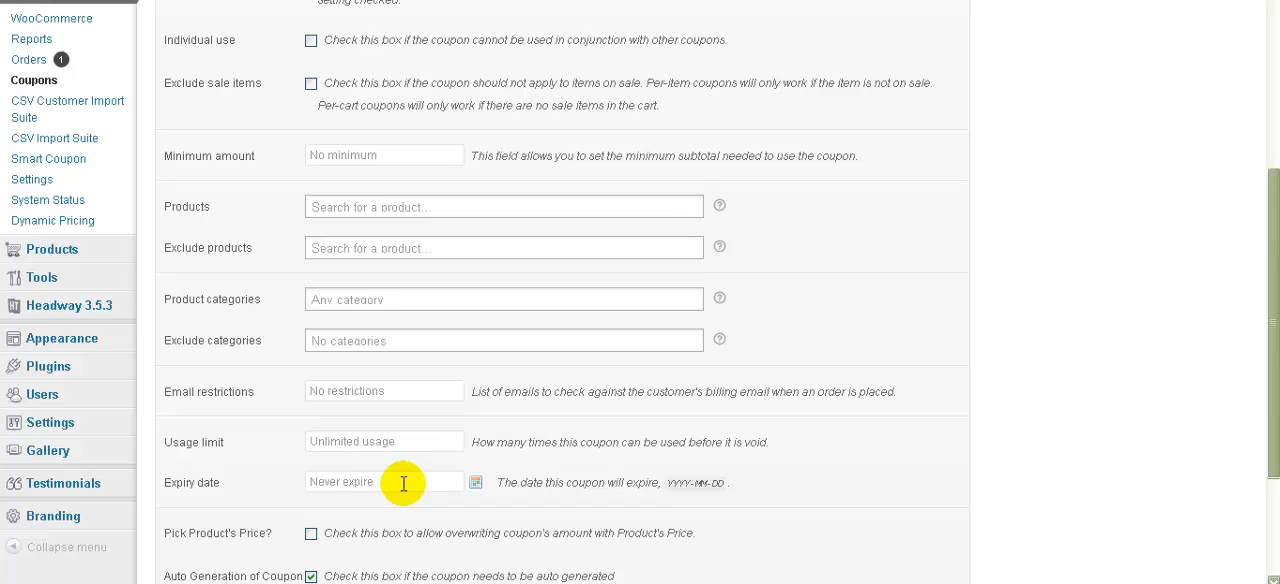 WooCommerce
Reports
Orders 1
Coupons
CSV Customer Import
Suite
CSV Import Suite
Smart Coupon
Settings
System Status
Dynamic Pricing
Products
Tools
Headway 3.5.3
Appearance
Plugins
Users
Settings
Gallery
Testimonials
Branding
Collapse menu
setting checked.
Individual use Check this box if the coupon cannot be used in conjunction with other coupons.
Exclude sale items Check this box if the coupon should not apply to items on sale. Per-item coupons will only work if the item is not on sale.
Per-cart coupons will only work if there are no sale items in the cart.
Minimum amount No minimum This field allows you to set the minimum subtotal needed to use the coupon.
Products Search for a product...
Exclude products Search for a product...
Product categories Any category
Exclude categories No categories
Email restrictions No restrictions List of emails to check against the customer's billing email when an order is placed.
Usage limit Unlimited usage How many times this coupon can be used before it is void.
Expiry date Never expire The date this coupon will expire, YYYY-MM-DD .
Pick Product's Price? Check this box to allow overwriting coupon's amount with Product's Price.
Auto Generation of Coupon Check this box if the coupon needs to be auto generated